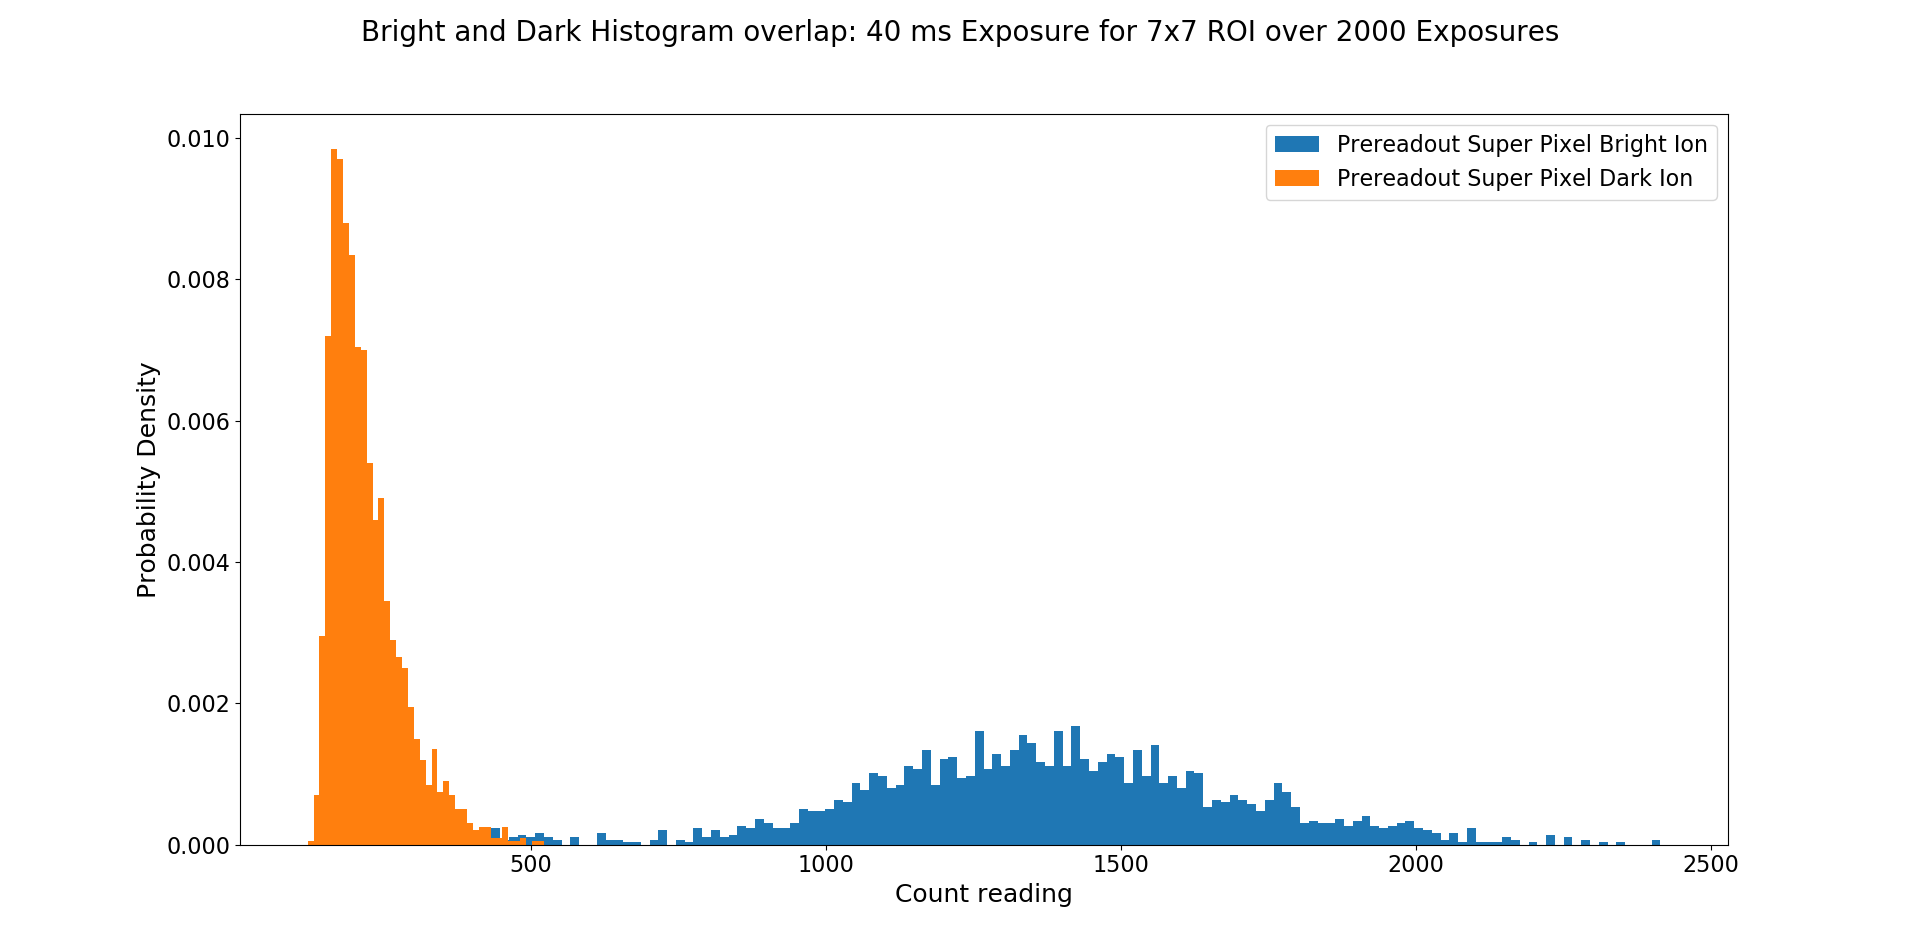 Bright and Dark Histogram overlap: 40 ms Exposure for 7x7 ROI over 2000 Exposures
Prereadout Super Pixel Bright Ion
Prereadout Super Pixel Dark Ion
Probability Density
0.010
0.008
0.006
0.004
0.002
0.000
500 1000 1500 2000 2500
Count reading